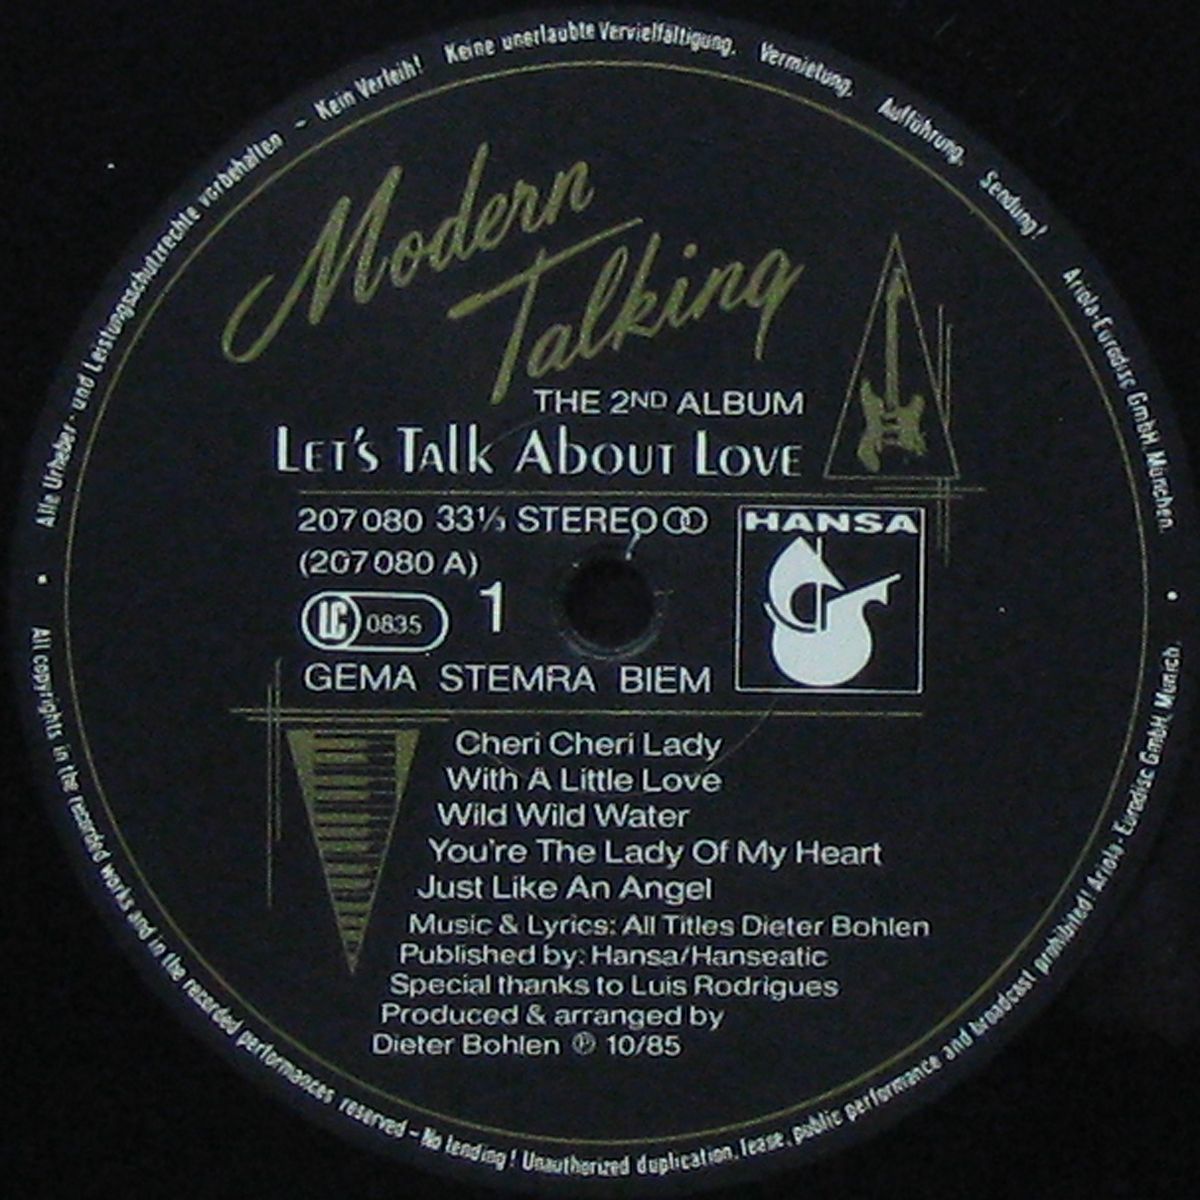 Alle Urheber- und Leistungsschutzrechte vorbehalten – Kein Verleih! Keine unerlaubte Vervielfältigung, Vermietung, Aufführung, Sendung! Ariola-Eurodisc GmbH, München.
Modern
Talking
THE 2ND ALBUM
LET'S TALK ABOUT LOVE
207 080 33⅓ STEREO
HANSA
(207 080 A)
LC 0835
1
GEMA STEMRA BIEM
Cheri Cheri Lady
With A Little Love
Wild Wild Water
You're The Lady Of My Heart
Just Like An Angel
Music & Lyrics: All Titles Dieter Bohlen
Published by: Hansa/Hanseatic
Special thanks to Luis Rodrigues
Produced & arranged by
Dieter Bohlen ℗ 10/85
All copyrights in the recorded works and in the recorded performances reserved – No lending! Unauthorized duplication, lease, public performance and broadcast prohibited! Ariola-Eurodisc GmbH, Munich.